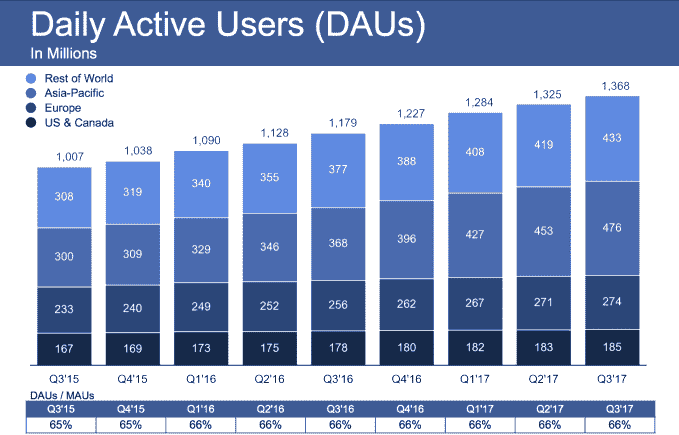 Daily Active Users (DAUs)
In Millions
Rest of World
Asia-Pacific
Europe
US & Canada
1,007 1,038 1,090 1,128 1,179 1,227 1,284 1,325 1,368
308 319 340 355 377 388 408 419 433
300 309 329 346 368 396 427 453 476
233 240 249 252 256 262 267 271 274
167 169 173 175 178 180 182 183 185
Q3'15 Q4'15 Q1'16 Q2'16 Q3'16 Q4'16 Q1'17 Q2'17 Q3'17
DAUs / MAUs
Q3'15 Q4'15 Q1'16 Q2'16 Q3'16 Q4'16 Q1'17 Q2'17 Q3'17
65% 65% 66% 66% 66% 66% 66% 66% 66%